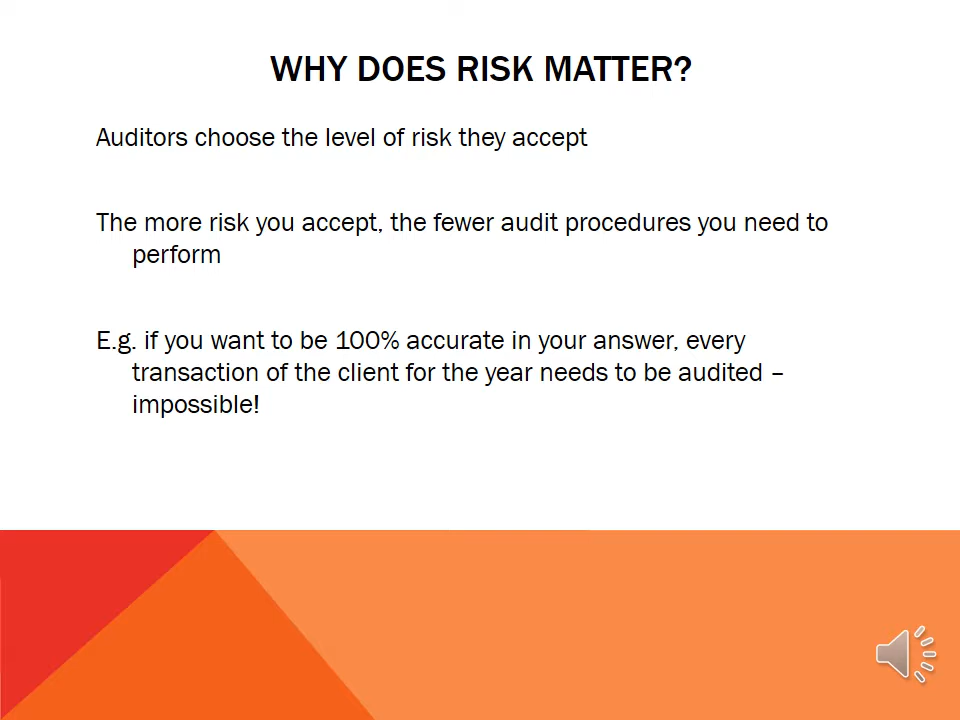 WHY DOES RISK MATTER?
Auditors choose the level of risk they accept
The more risk you accept, the fewer audit procedures you need to
perform
E.g. if you want to be 100% accurate in your answer, every
transaction of the client for the year needs to be audited –
impossible!